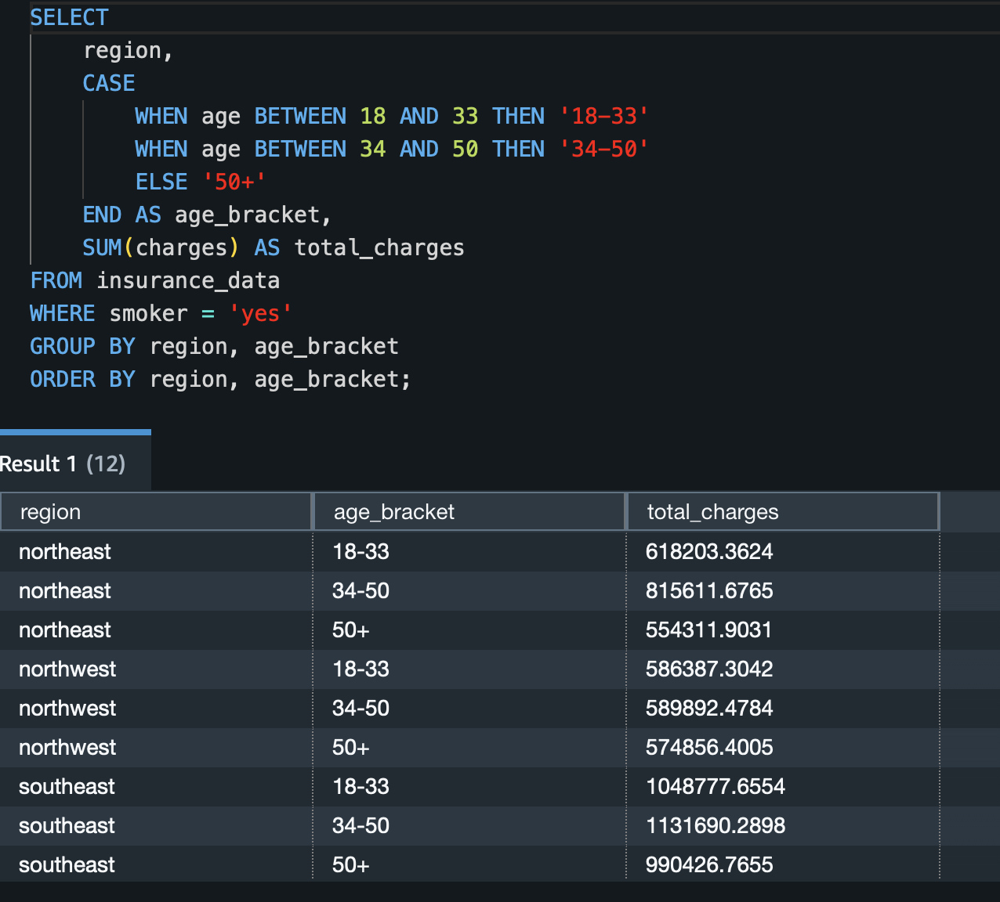 SELECT
region,
CASE
WHEN age BETWEEN 18 AND 33 THEN '18-33'
WHEN age BETWEEN 34 AND 50 THEN '34-50'
ELSE '50+'
END AS age_bracket,
SUM(charges) AS total_charges
FROM insurance_data
WHERE smoker = 'yes'
GROUP BY region, age_bracket
ORDER BY region, age_bracket;
Result 1 (12)
region age_bracket total_charges
northeast 18-33 618203.3624
northeast 34-50 815611.6765
northeast 50+ 554311.9031
northwest 18-33 586387.3042
northwest 34-50 589892.4784
northwest 50+ 574856.4005
southeast 18-33 1048777.6554
southeast 34-50 1131690.2898
southeast 50+ 990426.7655